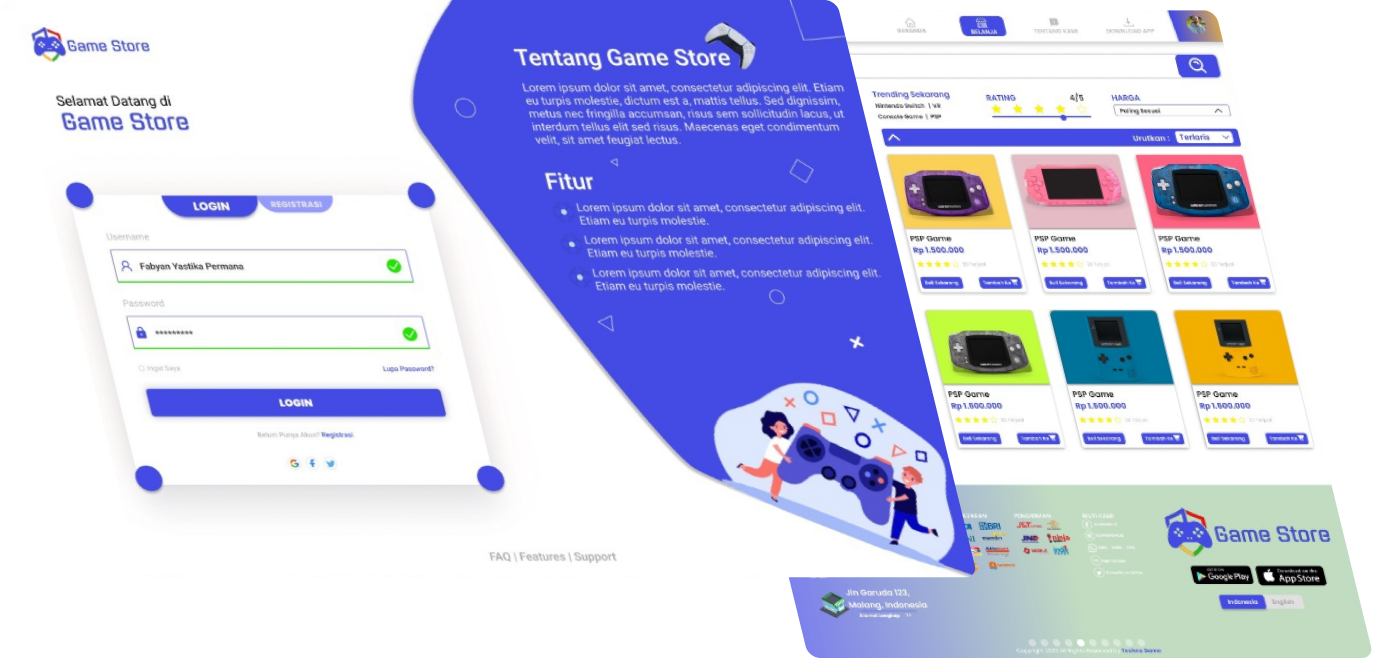 Game Store
Selamat Datang di
Game Store
LOGIN
REGISTRASI
Username
Fabyan Yastika Permana
Password
*********
Ingat Saya
Lupa Password?
LOGIN
Belum Punya Akun? Registrasi
FAQ | Features | Support
Tentang Game Store
Lorem ipsum dolor sit amet, consectetur adipiscing elit. Etiam
eu turpis molestie, dictum est a, mattis tellus. Sed dignissim,
metus nec fringilla accumsan, risus sem sollicitudin lacus, ut
interdum tellus elit sed risus. Maecenas eget condimentum
velit, sit amet feugiat lectus.
Fitur
Lorem ipsum dolor sit amet, consectetur adipiscing elit.
Etiam eu turpis molestie.
Lorem ipsum dolor sit amet, consectetur adipiscing elit.
Etiam eu turpis molestie.
Lorem ipsum dolor sit amet, consectetur adipiscing elit.
Etiam eu turpis molestie.
BERANDA
BELANJA
TENTANG KAMI
DOWNLOAD APP
Trending Sekarang
Nintendo Switch | VR
Console Game | PSP
RATING
4/5
HARGA
Paling Sesuai
Urutkan :
Terlaris
PSP Game
Rp 1.500.000
Beli Sekarang
Tambah Ke
PSP Game
Rp 1.500.000
Beli Sekarang
Tambah Ke
PSP Game
Rp 1.500.000
Beli Sekarang
Tambah Ke
PSP Game
Rp 1.500.000
Beli Sekarang
Tambah Ke
PSP Game
Rp 1.500.000
Beli Sekarang
Tambah Ke
PSP Game
Rp 1.500.000
Beli Sekarang
Tambah Ke
PENGIRIMAN
BRI
mandiri
J&T
JNE
ninja
Game Store
Google Play
Download on the
App Store
Indonesia
English
Jln Garuda 123,
Malang, Indonesia